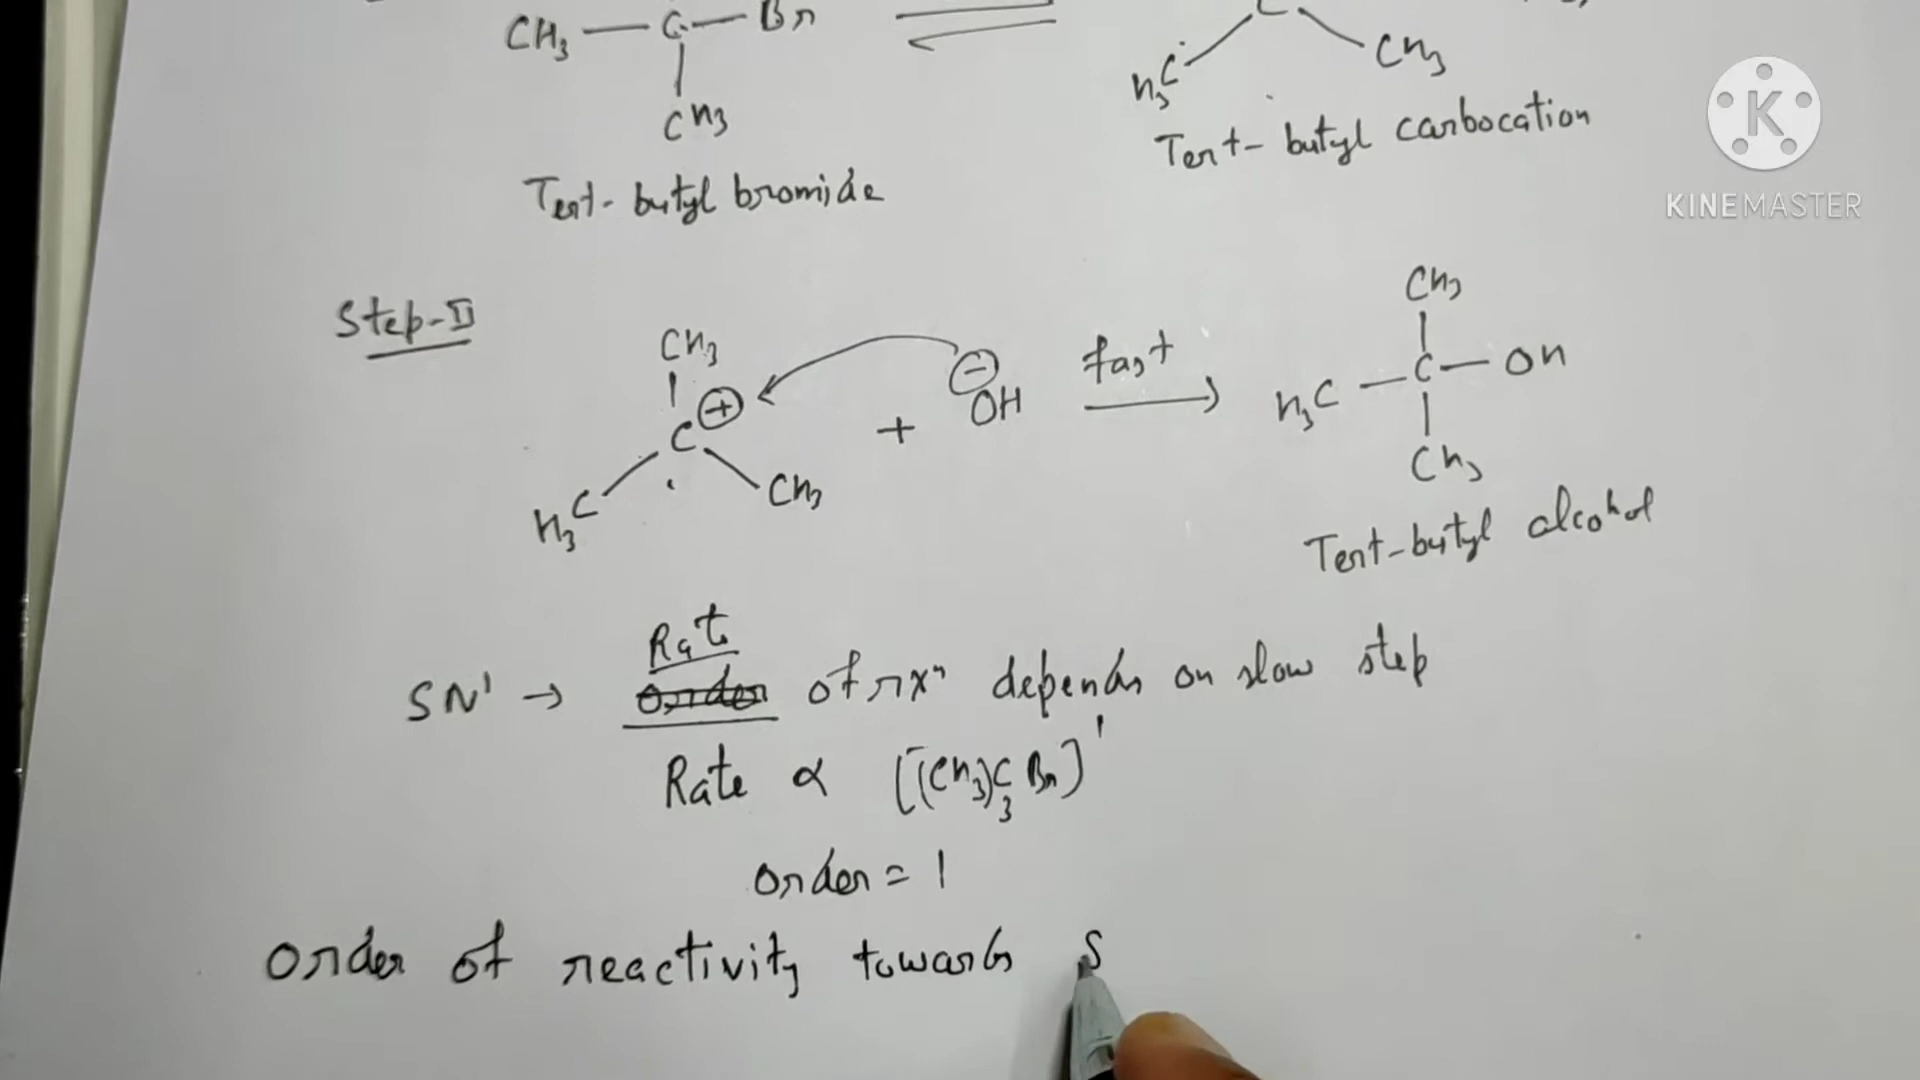 CH3 — C — Br
CH3
H3C
CH3
Tert-butyl bromide
Tert-butyl carbocation
K
KINEMASTER
Step-II
CH3
C +
H3C
CH3
+
− OH
fast
CH3
H3C — C — OH
CH3
Tert-butyl alcohol
Rate
SN1 → Order of rxn depends on slow step
Rate ∝ [(CH3)3C Br]1
order = 1
Order of reactivity towards S